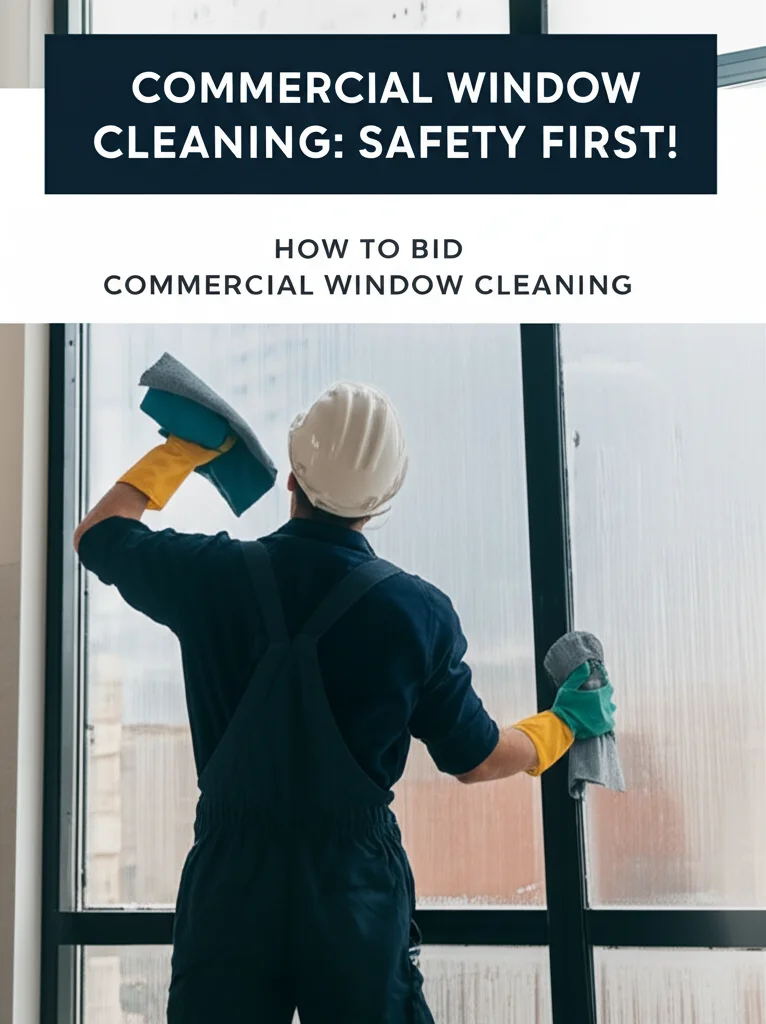 COMMERCIAL WINDOW
CLEANING: SAFETY FIRST!
HOW TO BID
COMMERCIAL WINDOW CLEANING